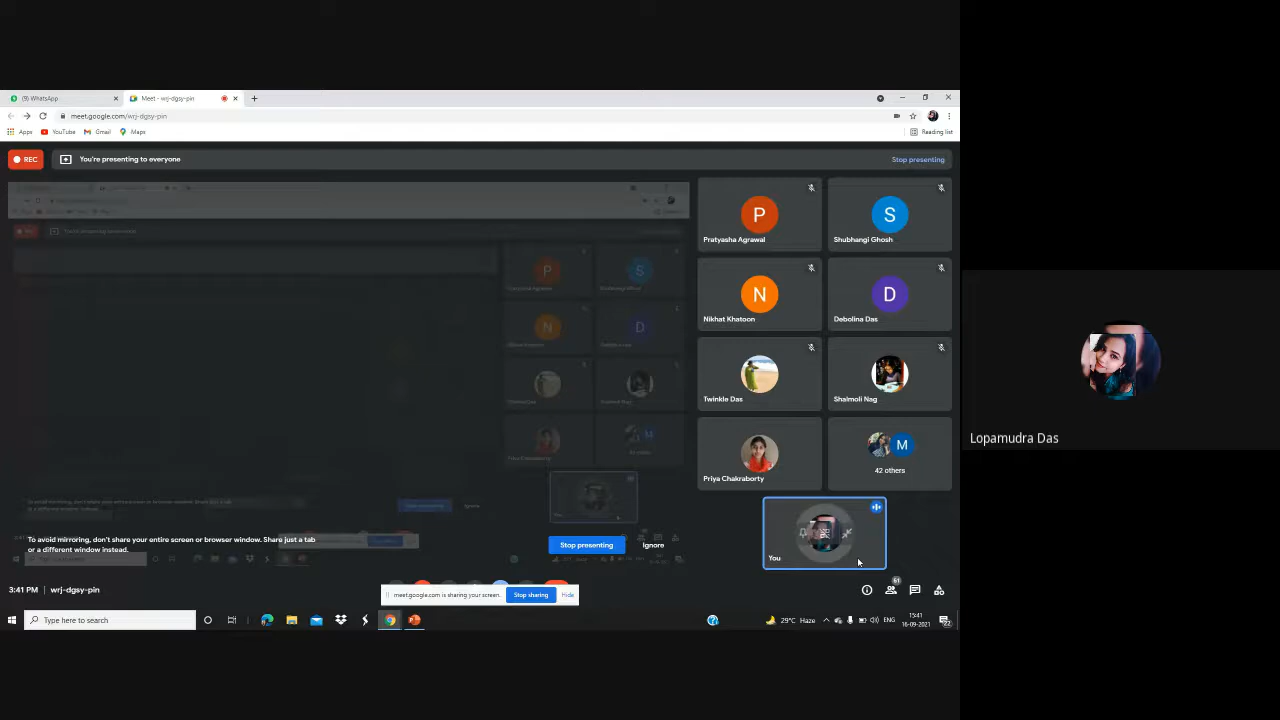 (9) WhatsApp
Meet - wrj-dgsy-pin
meet.google.com/wrj-dgsy-pin
Apps YouTube Gmail Maps Reading list
REC You're presenting to everyone Stop presenting
P S
Pratyasha Agrawal Shubhangi Ghosh
N D
Nikhat Khatoon Debolina Das
Twinkle Das Shalmoli Nag
M
Priya Chakraborty 42 others
You
To avoid mirroring, don't share your entire screen or browser window. Share just a tab
or a different window instead.
Stop presenting Ignore
3:41 PM wrj-dgsy-pin
51
meet.google.com is sharing your screen. Stop sharing Hide
Type here to search
29°C Haze ENG 15:41
16-09-2021
Lopamudra Das